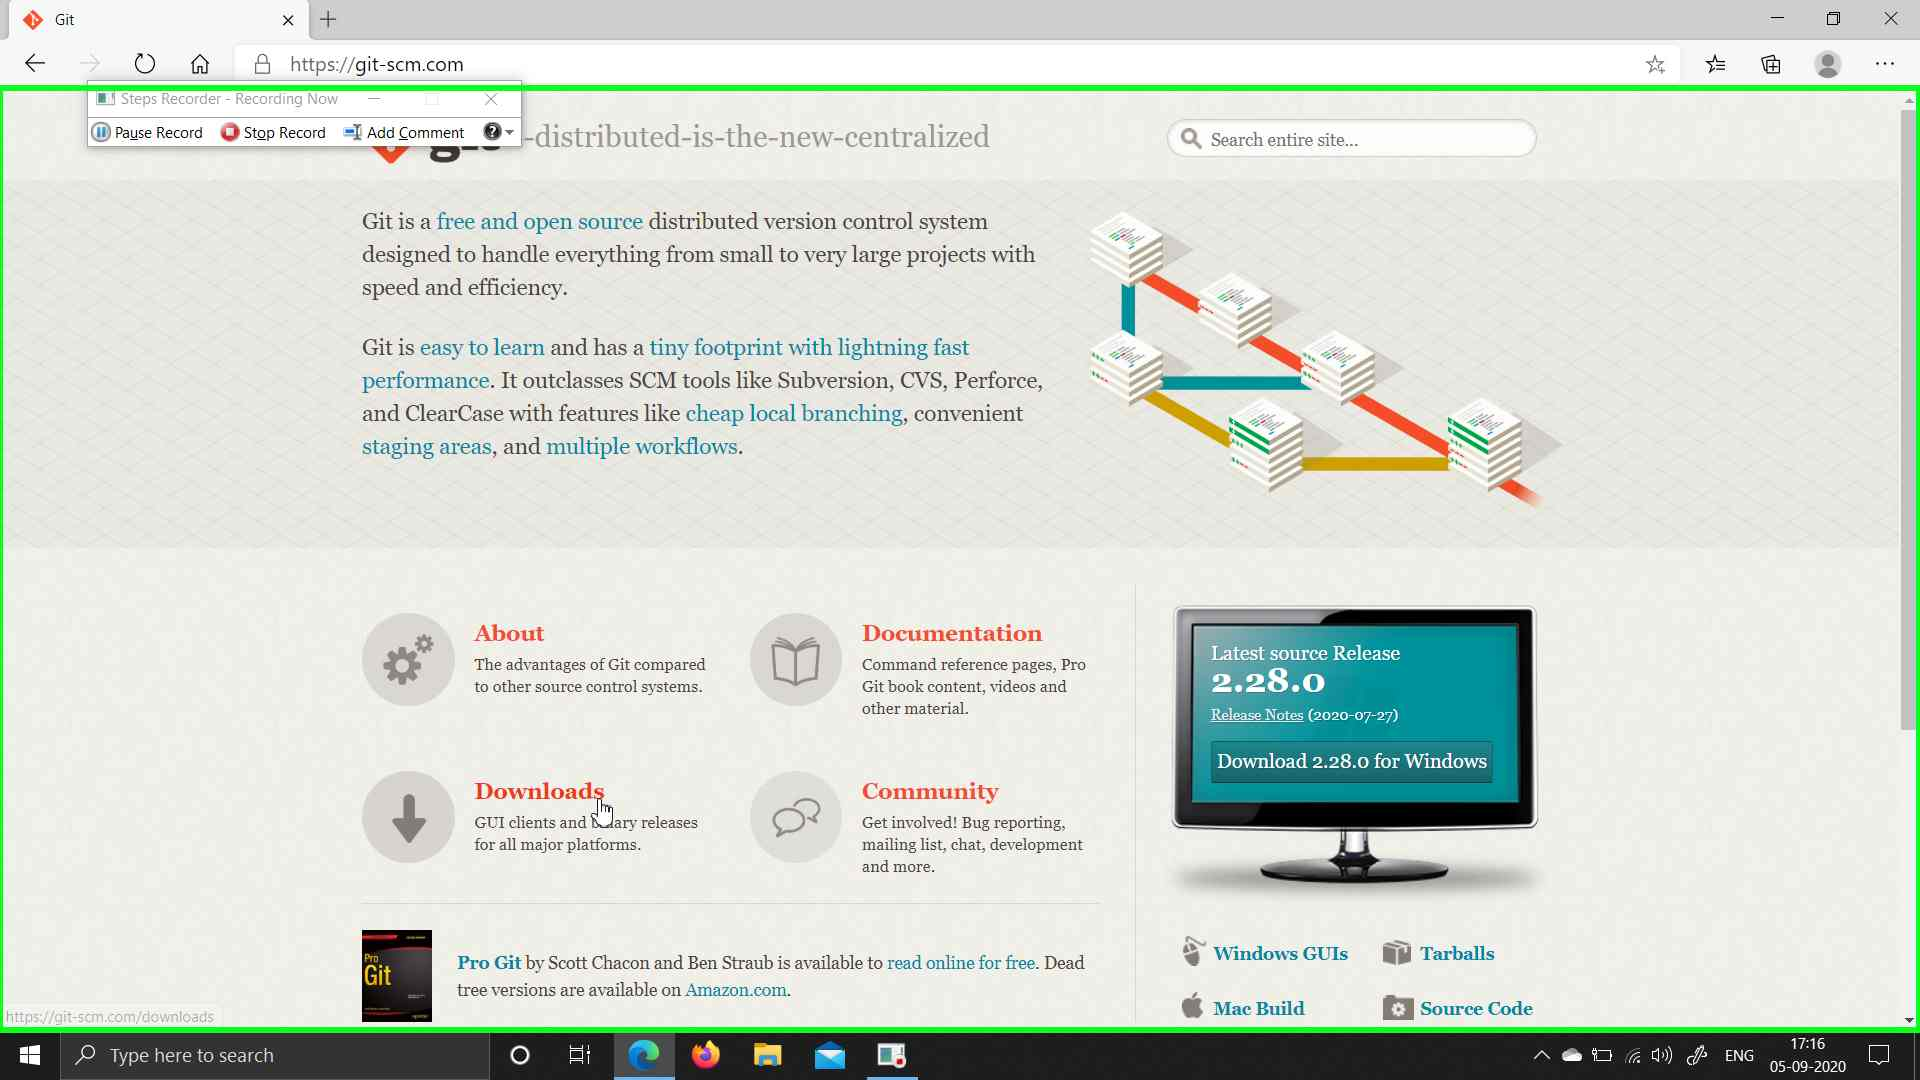 Git
https://git-scm.com
Steps Recorder - Recording Now
Pause Record Stop Record Add Comment
-distributed-is-the-new-centralized
Search entire site...
Git is a free and open source distributed version control system
designed to handle everything from small to very large projects with
speed and efficiency.
Git is easy to learn and has a tiny footprint with lightning fast
performance. It outclasses SCM tools like Subversion, CVS, Perforce,
and ClearCase with features like cheap local branching, convenient
staging areas, and multiple workflows.
About
The advantages of Git compared
to other source control systems.
Documentation
Command reference pages, Pro
Git book content, videos and
other material.
Downloads
GUI clients and binary releases
for all major platforms.
Community
Get involved! Bug reporting,
mailing list, chat, development
and more.
Latest source Release
2.28.0
Release Notes (2020-07-27)
Download 2.28.0 for Windows
Pro
Git
Pro Git by Scott Chacon and Ben Straub is available to read online for free. Dead
tree versions are available on Amazon.com.
Windows GUIs
Tarballs
Mac Build
Source Code
https://git-scm.com/downloads
Type here to search
ENG
17:16
05-09-2020